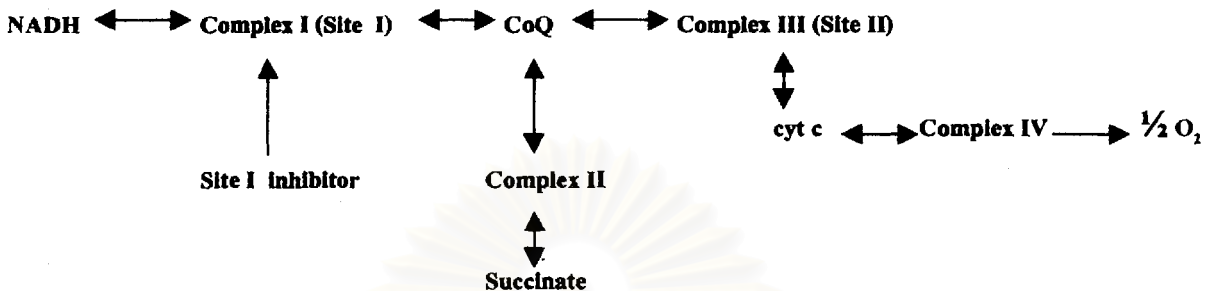 NADH Complex I (Site I) CoQ Complex III (Site II)
cyt c Complex IV ½ O₂
Site I inhibitor Complex II
Succinate